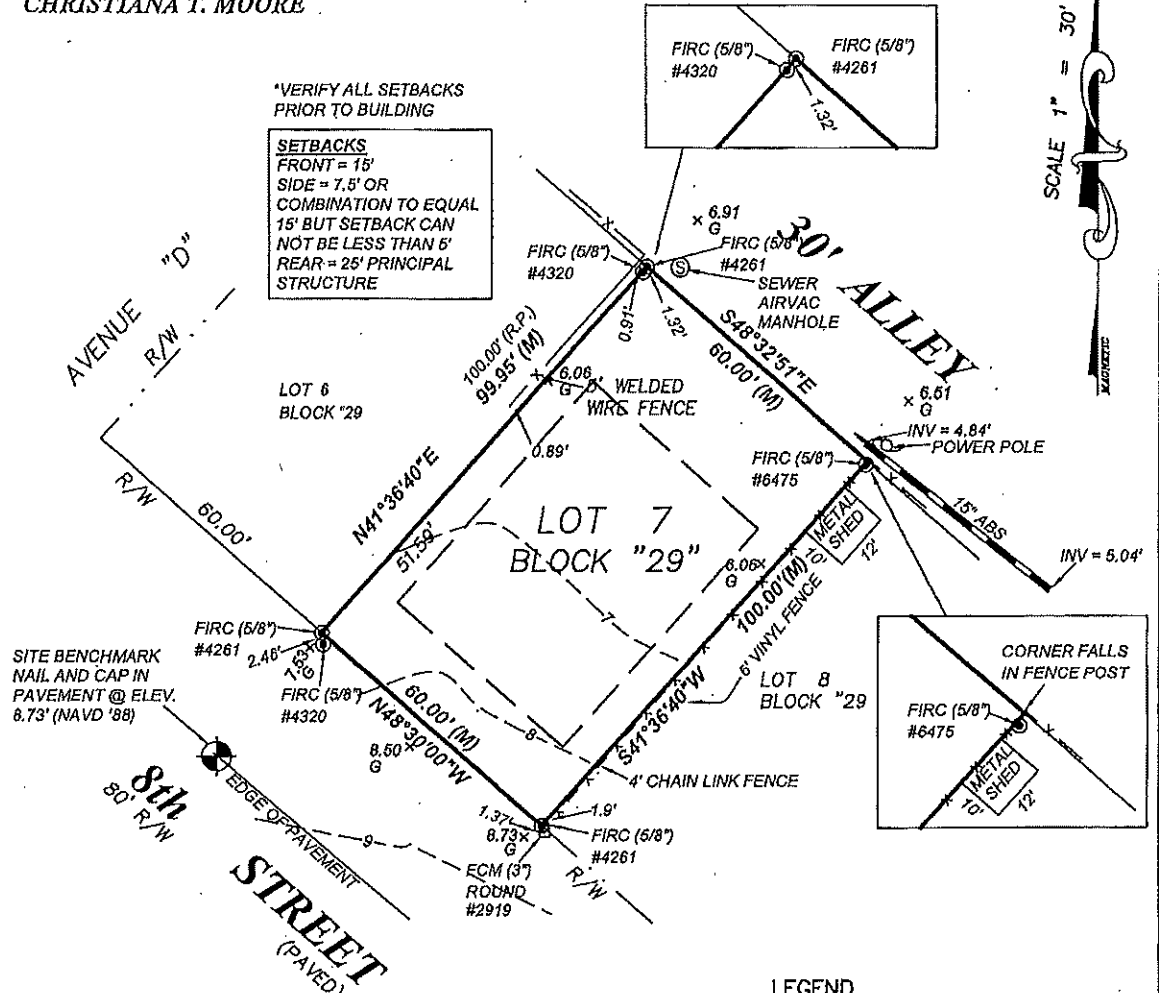 CHRISTIANA T. MOORE
*VERIFY ALL SETBACKS
PRIOR TO BUILDING
SETBACKS
FRONT = 15'
SIDE = 7.5' OR
COMBINATION TO EQUAL
15' BUT SETBACK CAN
NOT BE LESS THAN 5'
REAR = 25' PRINCIPAL
STRUCTURE
FIRC (5/8")
#4320
FIRC (5/8")
#4261
1.32'
SCALE 1" = 30'
MAGNETIC
AVENUE "D"
R/W
R/W
60.00'
LOT 6
BLOCK "29
100.00' (R.P.)
99.95' (M)
N41°36'40"E
51.59'
FIRC (5/8")
#4320
FIRC (5/8")
#4261
0.91'
1.32'
× 6.91
G
SEWER
AIRVAC
MANHOLE
S
30' ALLEY
S48°32'51"E
60.00' (M)
6.06
G
WELDED
WIRE FENCE
0.89'
× 6.51
G
INV = 4.84'
POWER POLE
15" ABS
INV = 5.04'
FIRC (5/8")
#6475
METAL
SHED
10'
12'
LOT 7
BLOCK "29"
6.06×
G
100.00'(M)
6' VINYL FENCE
S41°36'40"W
LOT 8
BLOCK "29
7
8
9
4' CHAIN LINK FENCE
FIRC (5/8")
#4261
2.46'
7.53
G
FIRC (5/8")
#4320
60.00' (M)
N48°30'00"W
8.50
G
1.37'
8.73×
G
1.9'
FIRC (5/8")
#4261
ECM (3")
ROUND
#2919
R/W
SITE BENCHMARK
NAIL AND CAP IN
PAVEMENT @ ELEV.
8.73' (NAVD '88)
EDGE OF PAVEMENT
8th
80' R/W
STREET
(PAVED)
CORNER FALLS
IN FENCE POST
FIRC (5/8")
#6475
METAL
SHED
10'
12'
LEGEND